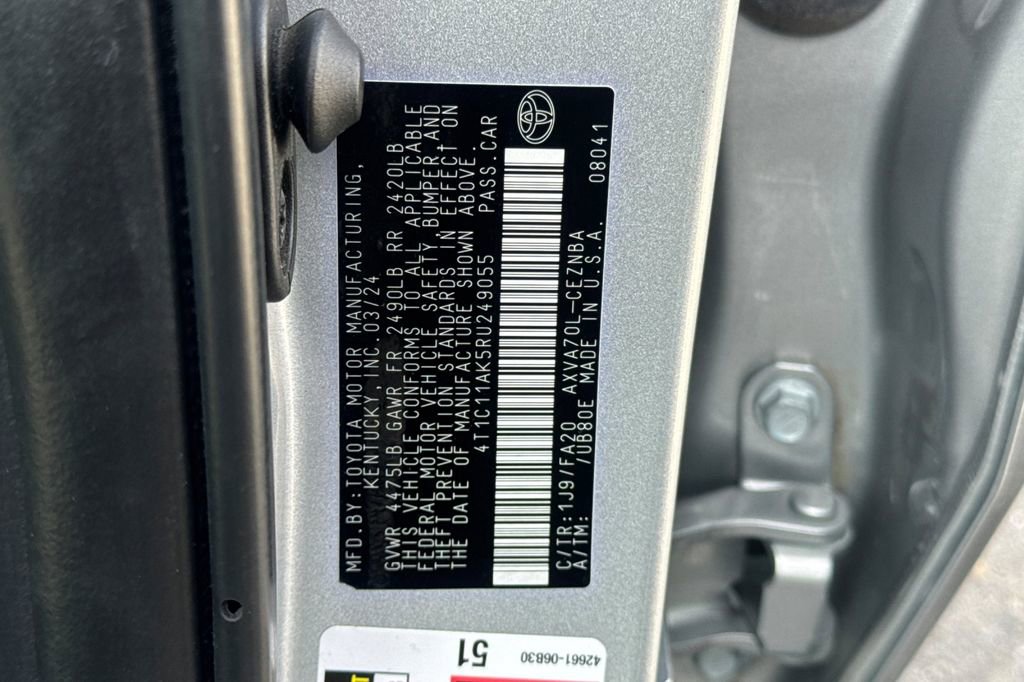 MFD.BY:TOYOTA MOTOR MANUFACTURING,
KENTUCKY,INC.03/24
GVWR 4475LB GAWR FR 2490LB RR 2420LB
THIS VEHICLE CONFORMS TO ALL APPLICABLE
FEDERAL MOTOR VEHICLE SAFETY, BUMPER AND
THEFT PREVENTION STANDARDS IN EFFECT ON
THE DATE OF MANUFACTURE SHOWN ABOVE.
4T1C11AK5RU249055 PASS.CAR
C/TR:1J9/FA20 AXVA70L-CEZNBA
A/TM: /UB80E MADE IN U.S.A. 08041
42661-06B30
51